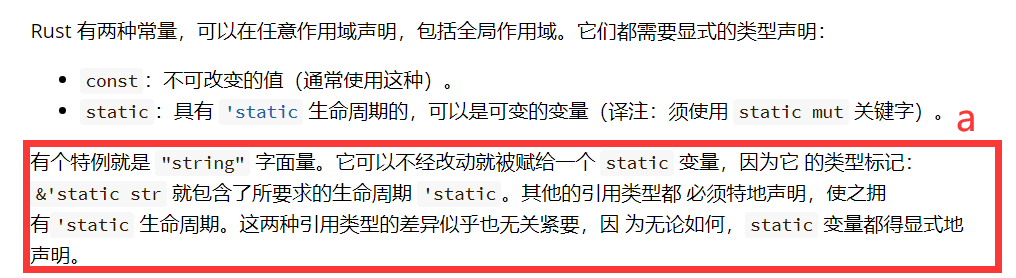 Rust 有两种常量，可以在任意作用域声明，包括全局作用域。它们都需要显式的类型声明：
• const：不可改变的值（通常使用这种）。
• static：具有 'static 生命周期的，可以是可变的变量（译注：须使用 static mut 关键字）。
a
有个特例就是 "string" 字面量。它可以不经改动就被赋给一个 static 变量，因为它 的类型标记：
&'static str 就包含了所要求的生命周期 'static。其他的引用类型都 必须特地声明，使之拥
有 'static 生命周期。这两种引用类型的差异似乎也无关紧要，因 为无论如何，static 变量都得显式地
声明。